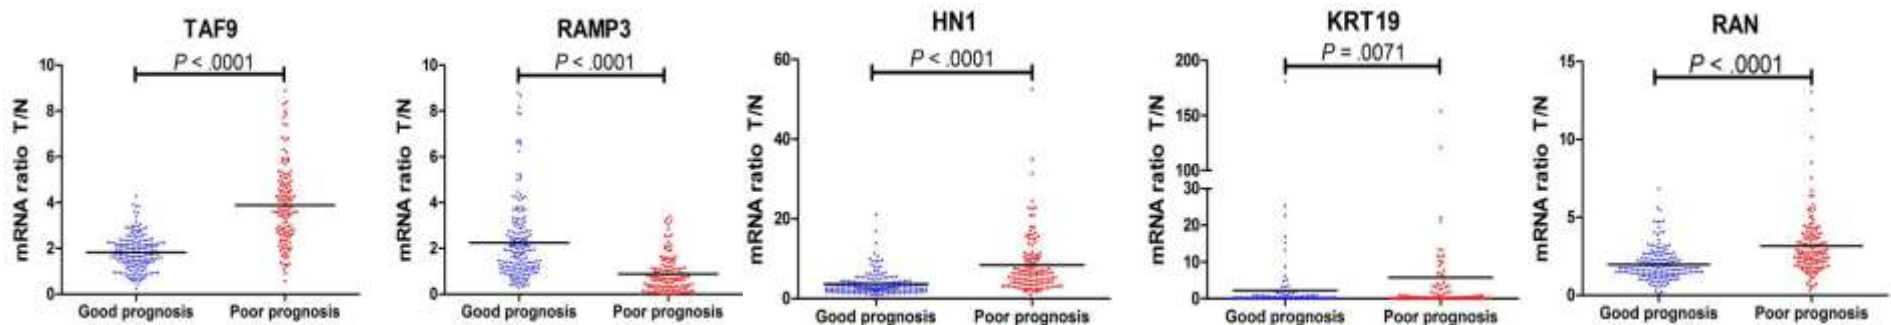 TAF9
P < .0001
mRNA ratio T/N
10
8
6
4
2
0
Good prognosis
Poor prognosis
RAMP3
P < .0001
mRNA ratio T/N
10
8
6
4
2
0
Good prognosis
Poor prognosis
HN1
P < .0001
mRNA ratio T/N
60
40
20
0
Good prognosis
Poor prognosis
KRT19
P = .0071
mRNA ratio T/N
200
150
100
30
20
10
0
Good prognosis
Poor prognosis
RAN
P < .0001
mRNA ratio T/N
15
10
5
0
Good prognosis
Poor prognosis